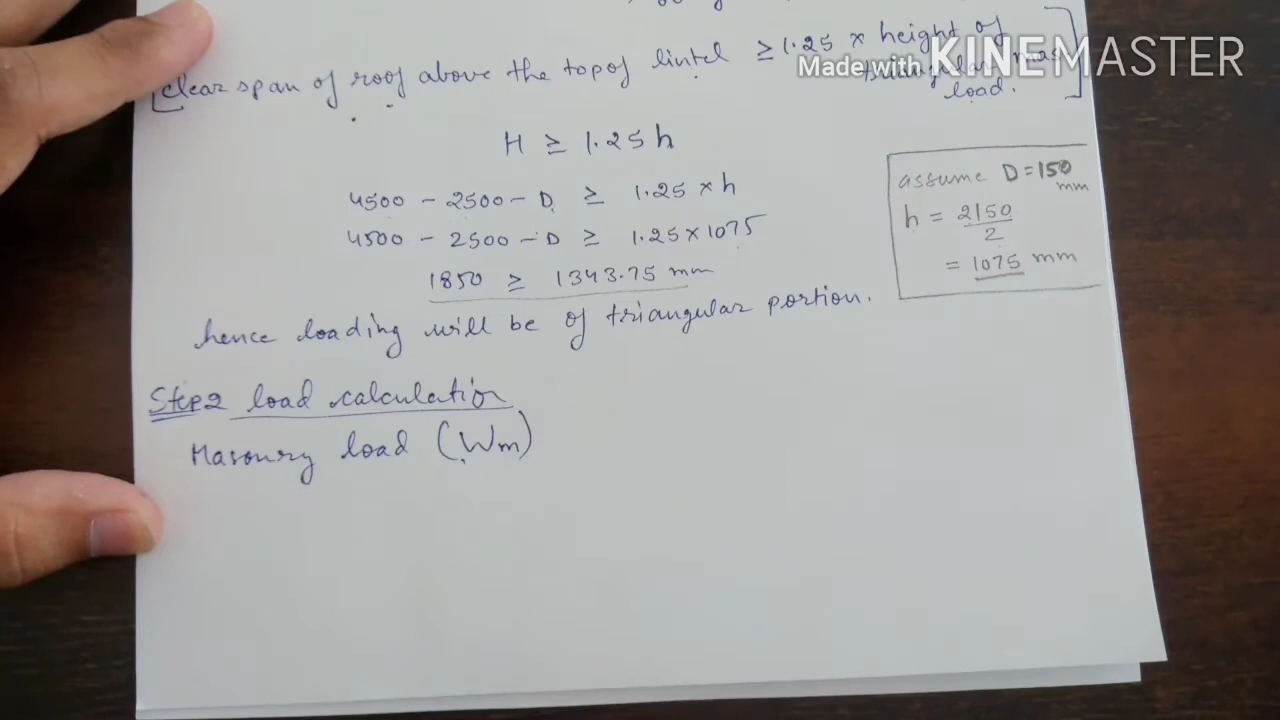 [clear span of roof above the top of lintel ≥ 1.25 × height of
triangular mas
load.]
Made with KINEMASTER
H ≥ 1.25 h
4500 - 2500 - D ≥ 1.25 × h
4500 - 2500 - D ≥ 1.25 × 1075
1850 ≥ 1343.75 mm
assume D = 150
mm
h = 2150
2
= 1075 mm
hence loading will be of triangular portion.
Step 2 load calculation
Masonry load (Wm)